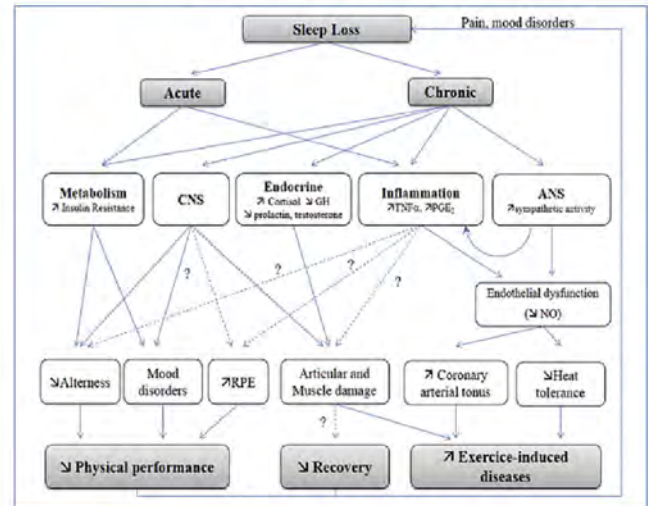 Sleep Loss
Pain, mood disorders
Acute
Chronic
Metabolism
↗ Insulin Resistance
CNS
Endocrine
↗ Cortisol ↘ GH
↘ prolactin, testosterone
Inflammation
↗TNFα, ↗PGE₂
ANS
↗sympathetic activity
?
?
?
?
Endothelial dysfunction
(↘ NO)
↘Alterness
Mood
disorders
↗RPE
Articular and
Muscle damage
↗ Coronary
arterial tonus
↘Heat
tolerance
?
↘ Physical performance
↘ Recovery
↗ Exercice-induced
diseases